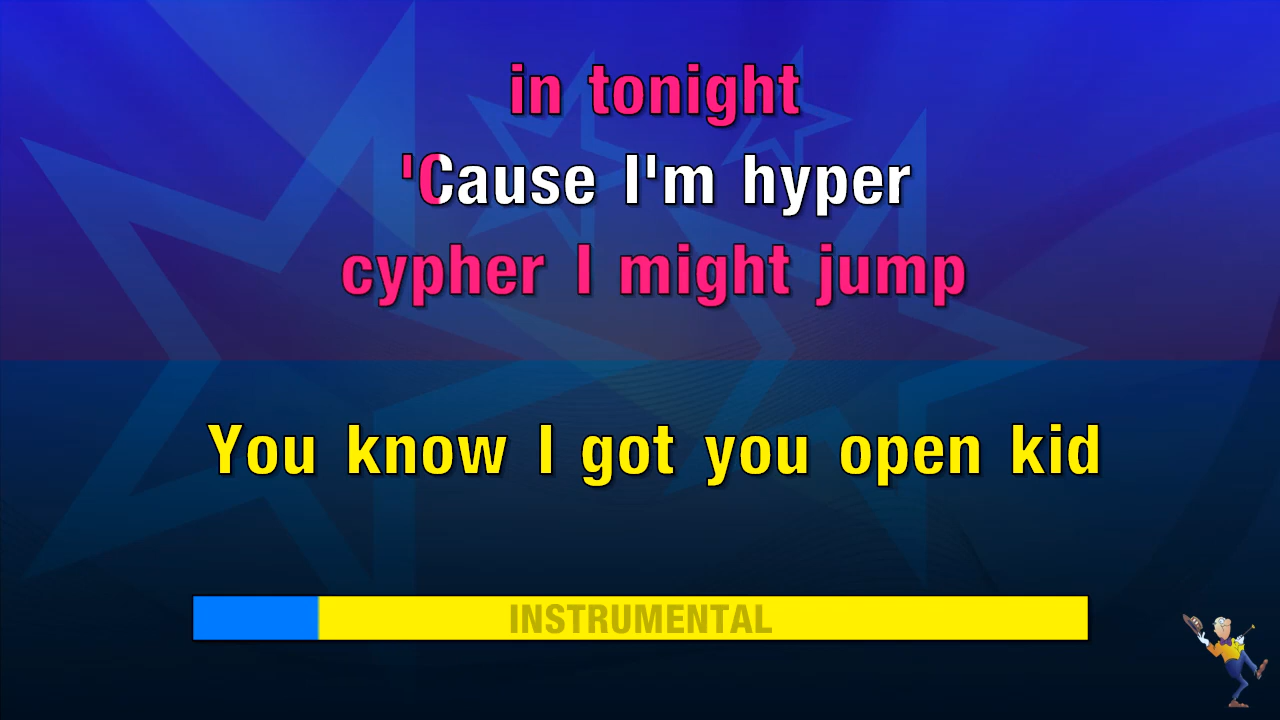 in tonight
'Cause I'm hyper
cypher I might jump
You know I got you open kid
INSTRUMENTAL